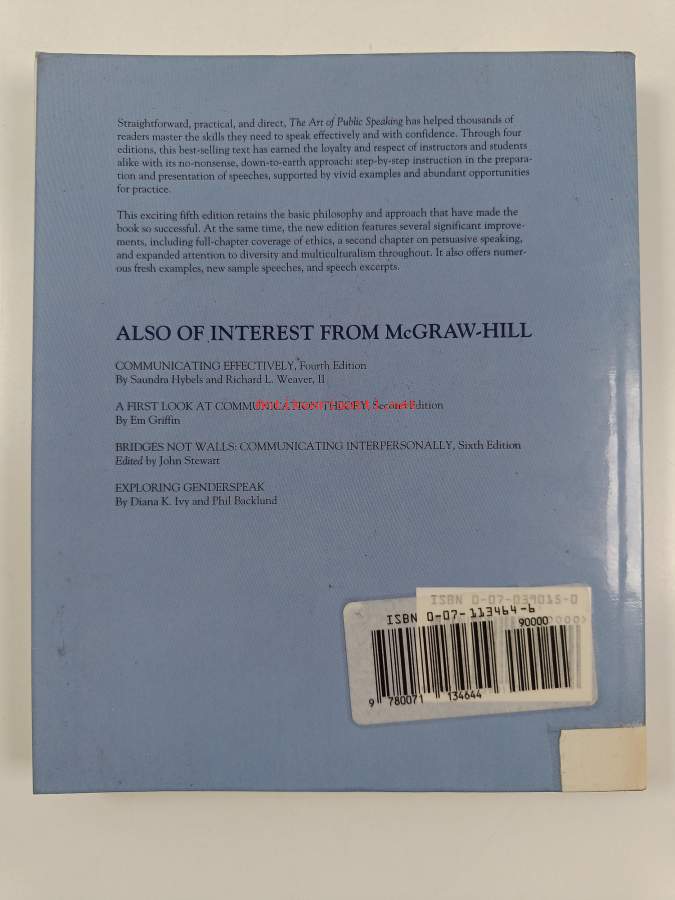 Straightforward, practical, and direct, The Art of Public Speaking has helped thousands of
readers master the skills they need to speak effectively and with confidence. Through four
editions, this best-selling text has earned the loyalty and respect of instructors and students
alike with its no-nonsense, down-to-earth approach: step-by-step instruction in the prepara-
tion and presentation of speeches, supported by vivid examples and abundant opportunities
for practice.
This exciting fifth edition retains the basic philosophy and approach that have made the
book so successful. At the same time, the new edition features several significant improve-
ments, including full-chapter coverage of ethics, a second chapter on persuasive speaking,
and expanded attention to diversity and multiculturalism throughout. It also offers numer-
ous fresh examples, new sample speeches, and speech excerpts.
ALSO OF INTEREST FROM McGRAW-HILL
COMMUNICATING EFFECTIVELY, Fourth Edition
By Saundra Hybels and Richard L. Weaver, II
A FIRST LOOK AT COMMUNICATION THEORY, Second Edition
By Em Griffin
BRIDGES NOT WALLS: COMMUNICATING INTERPERSONALLY, Sixth Edition
Edited by John Stewart
EXPLORING GENDERSPEAK
By Diana K. Ivy and Phil Backlund
ISBN 0-07-039015-0
ISBN 0-07-113464-6
90000
9 780071 134644